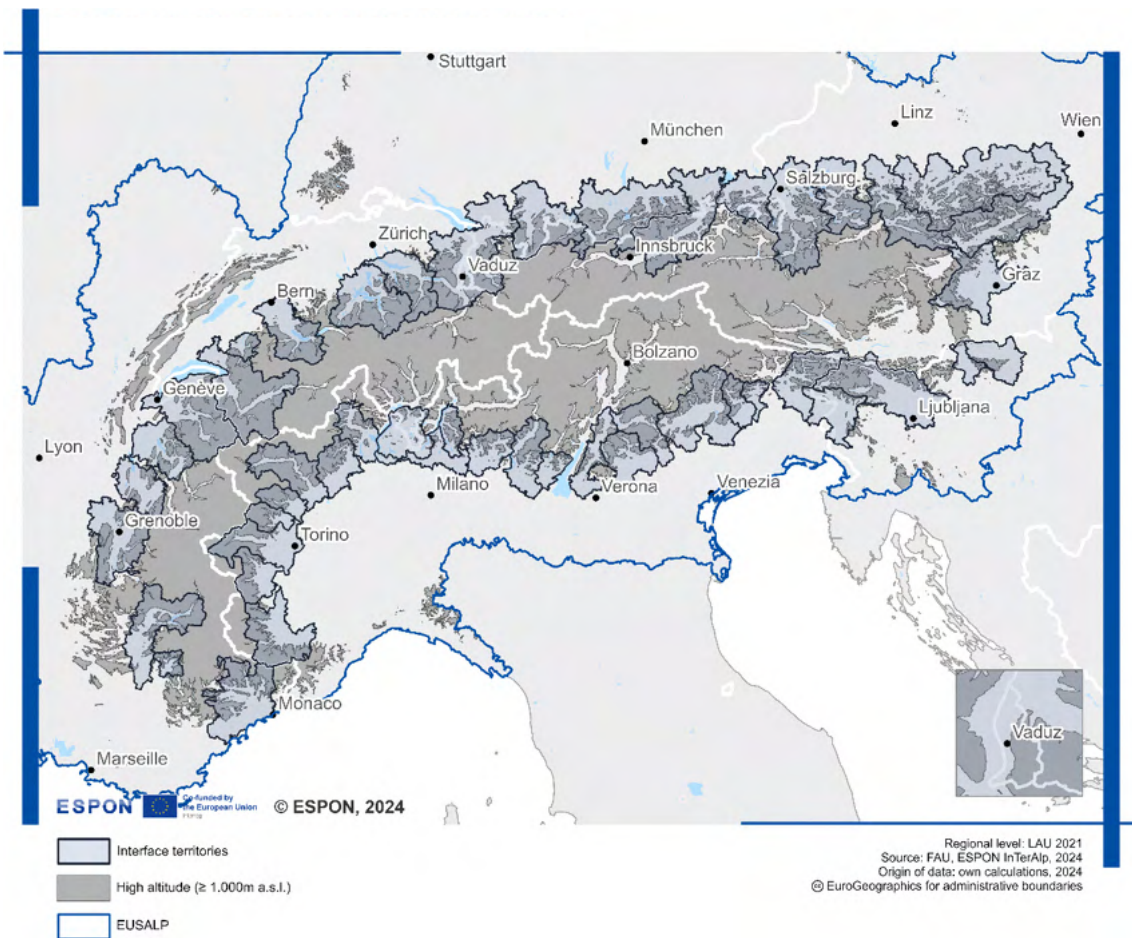 Stuttgart
Linz
Wien
München
Salzburg
Zürich
Innsbruck
Vaduz
Graz
Bern
Bolzano
Genève
Ljubljana
Lyon
Milano
Verona
Venezia
Grenoble
Torino
Monaco
Vaduz
Marseille
ESPON
Co-funded by
the European Union
© ESPON, 2024
Interface territories
High altitude (≥ 1.000m a.s.l.)
EUSALP
Regional level: LAU 2021
Source: FAU, ESPON InTerAlp, 2024
Origin of data: own calculations, 2024
EuroGeographics for administrative boundaries